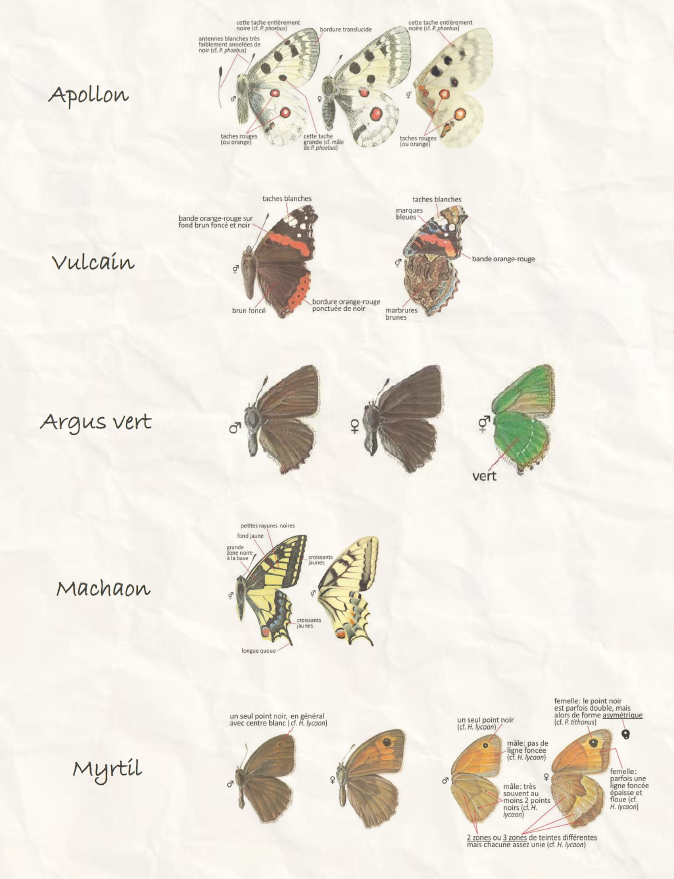 cette tache entièrement
noire (cf. P. phoebus)
bordure translucide
cette tache entièrement
noire (cf. P. phoebus)
antennes blanches très
faiblement annelées de
noir (cf. P. phoebus)
♂
♀
♂
Apollon
taches rouges
(ou orange)
cette tache
grande (cf. mâle
de P. phoebus)
taches rouges
(ou orange)
taches blanches
bande orange-rouge sur
fond brun foncé et noir
♂
brun foncé
bordure orange-rouge
ponctuée de noir
Vulcain
taches blanches
marques
bleues
bande orange-rouge
marbrures
brunes
Argus vert
♂
♀
vert
petites rayures noires
fond jaune
grande
zone noire
à la base
croissants
jaunes
♂
Machaon
croissants
jaunes
longue queue
un seul point noir, en général
avec centre blanc (cf. H. lycaon)
♂
♀
Myrtil
un seul point noir
(cf. H. lycaon)
mâle: pas de
ligne foncée
(cf. H. lycaon)
♂
mâle: très
souvent au
moins 2 points
noirs (cf. H.
lycaon)
femelle: le point noir
est parfois double, mais
alors de forme asymétrique
(cf. P. tithonus)
♀
femelle:
parfois une
ligne foncée
épaisse et
floue (cf.
H. lycaon)
2 zones ou 3 zones de teintes différentes
mais chacune assez unie (cf. H. lycaon)